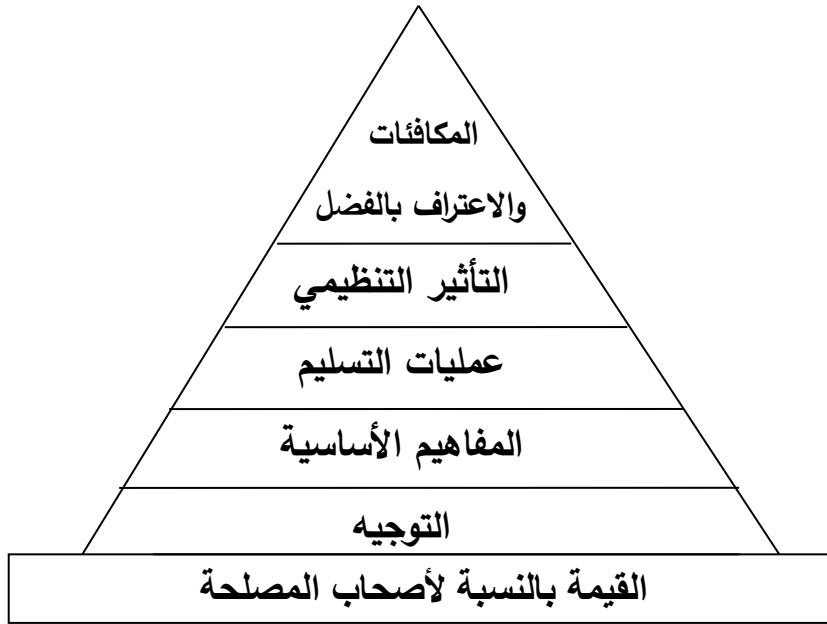 المكافئات
والاعتراف بالفضل
التأثير التنظيمي
عمليات التسليم
المفاهيم الأساسية
التوجيه
القيمة بالنسبة لأصحاب المصلحة